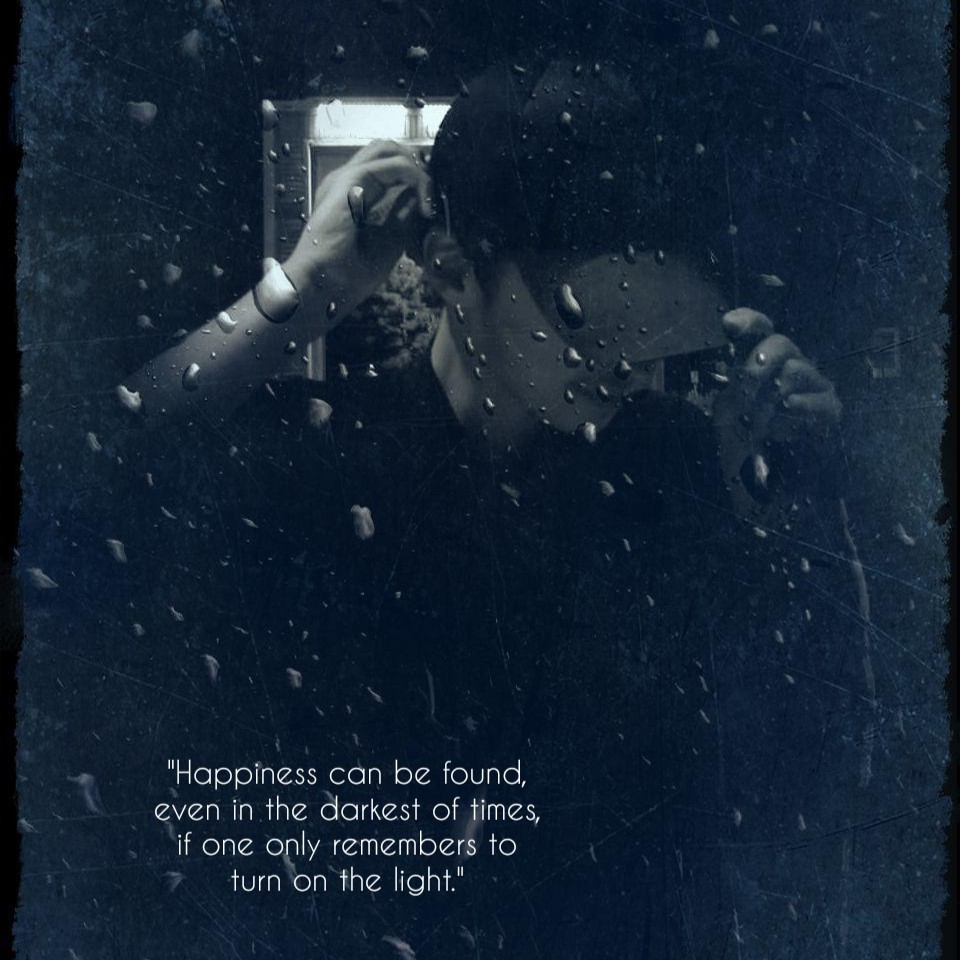 "Happiness can be found,
even in the darkest of times,
if one only remembers to
turn on the light."